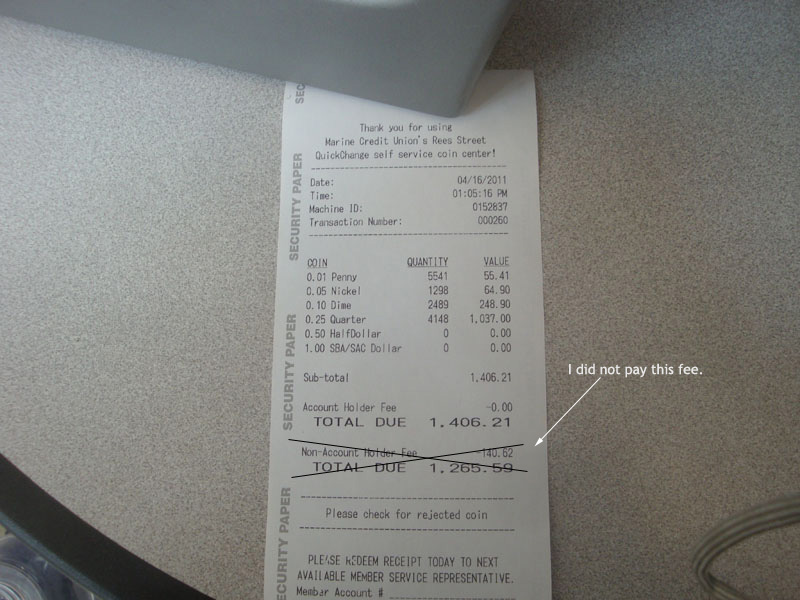 SECURITY PAPER
Thank you for using
Marine Credit Union's Rees Street
QuickChange self service coin center!
Date: 04/16/2011
Time: 01:05:16 PM
Machine ID: 0152837
Transaction Number: 000260
COIN QUANTITY VALUE
0.01 Penny 5541 55.41
0.05 Nickel 1298 64.90
0.10 Dime 2489 248.90
0.25 Quarter 4148 1,037.00
0.50 HalfDollar 0 0.00
1.00 SBA/SAC Dollar 0 0.00
Sub-total 1,406.21
Account Holder Fee -0.00
TOTAL DUE 1,406.21
Non-Account Holder Fee -140.62
TOTAL DUE 1,265.59
Please check for rejected coin
PLEASE REDEEM RECEIPT TODAY TO NEXT
AVAILABLE MEMBER SERVICE REPRESENTATIVE.
Member Account #
SEC
SECURITY PAPER
SECURITY PAPER
I did not pay this fee.